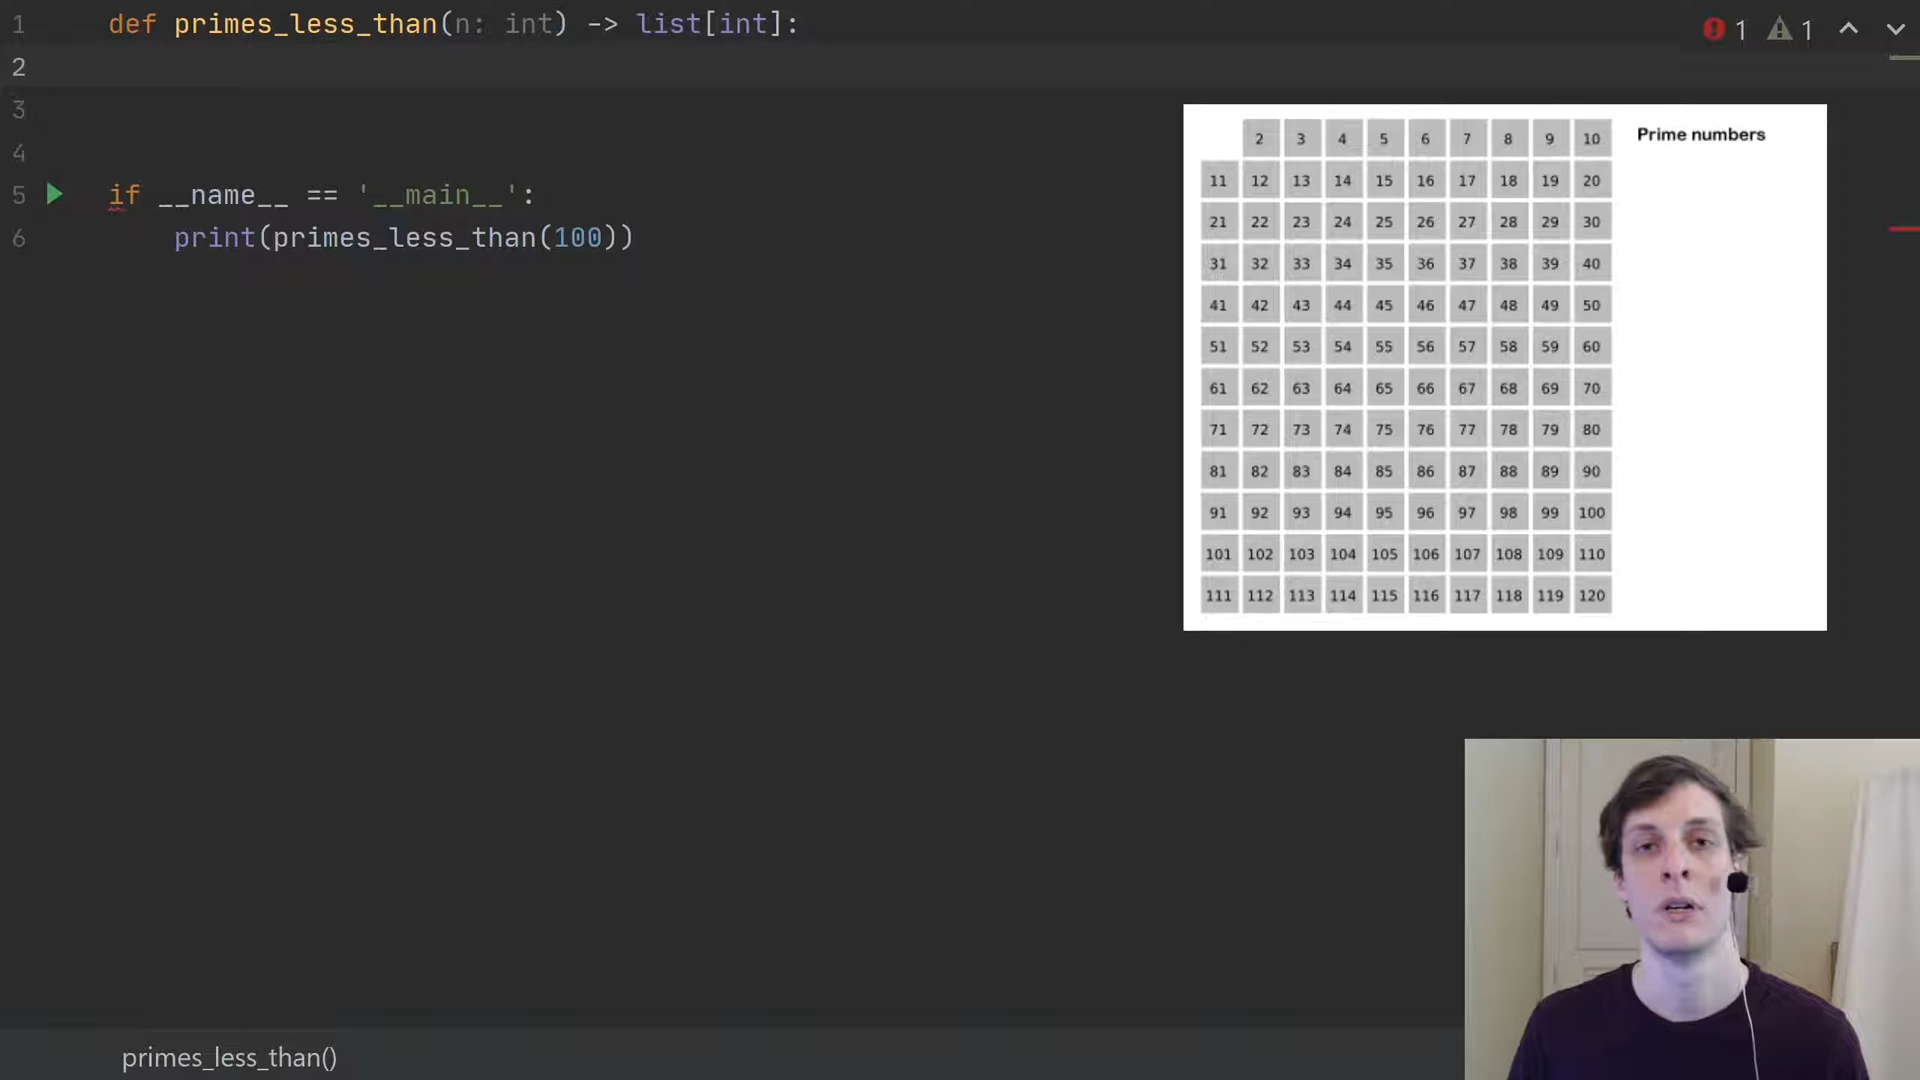 1 def primes_less_than(n: int) -> list[int]:
1 1
2
3
4
5 if __name__ == '__main__':
6 print(primes_less_than(100))
2 3 4 5 6 7 8 9 10 Prime numbers
11 12 13 14 15 16 17 18 19 20
21 22 23 24 25 26 27 28 29 30
31 32 33 34 35 36 37 38 39 40
41 42 43 44 45 46 47 48 49 50
51 52 53 54 55 56 57 58 59 60
61 62 63 64 65 66 67 68 69 70
71 72 73 74 75 76 77 78 79 80
81 82 83 84 85 86 87 88 89 90
91 92 93 94 95 96 97 98 99 100
101 102 103 104 105 106 107 108 109 110
111 112 113 114 115 116 117 118 119 120
primes_less_than()